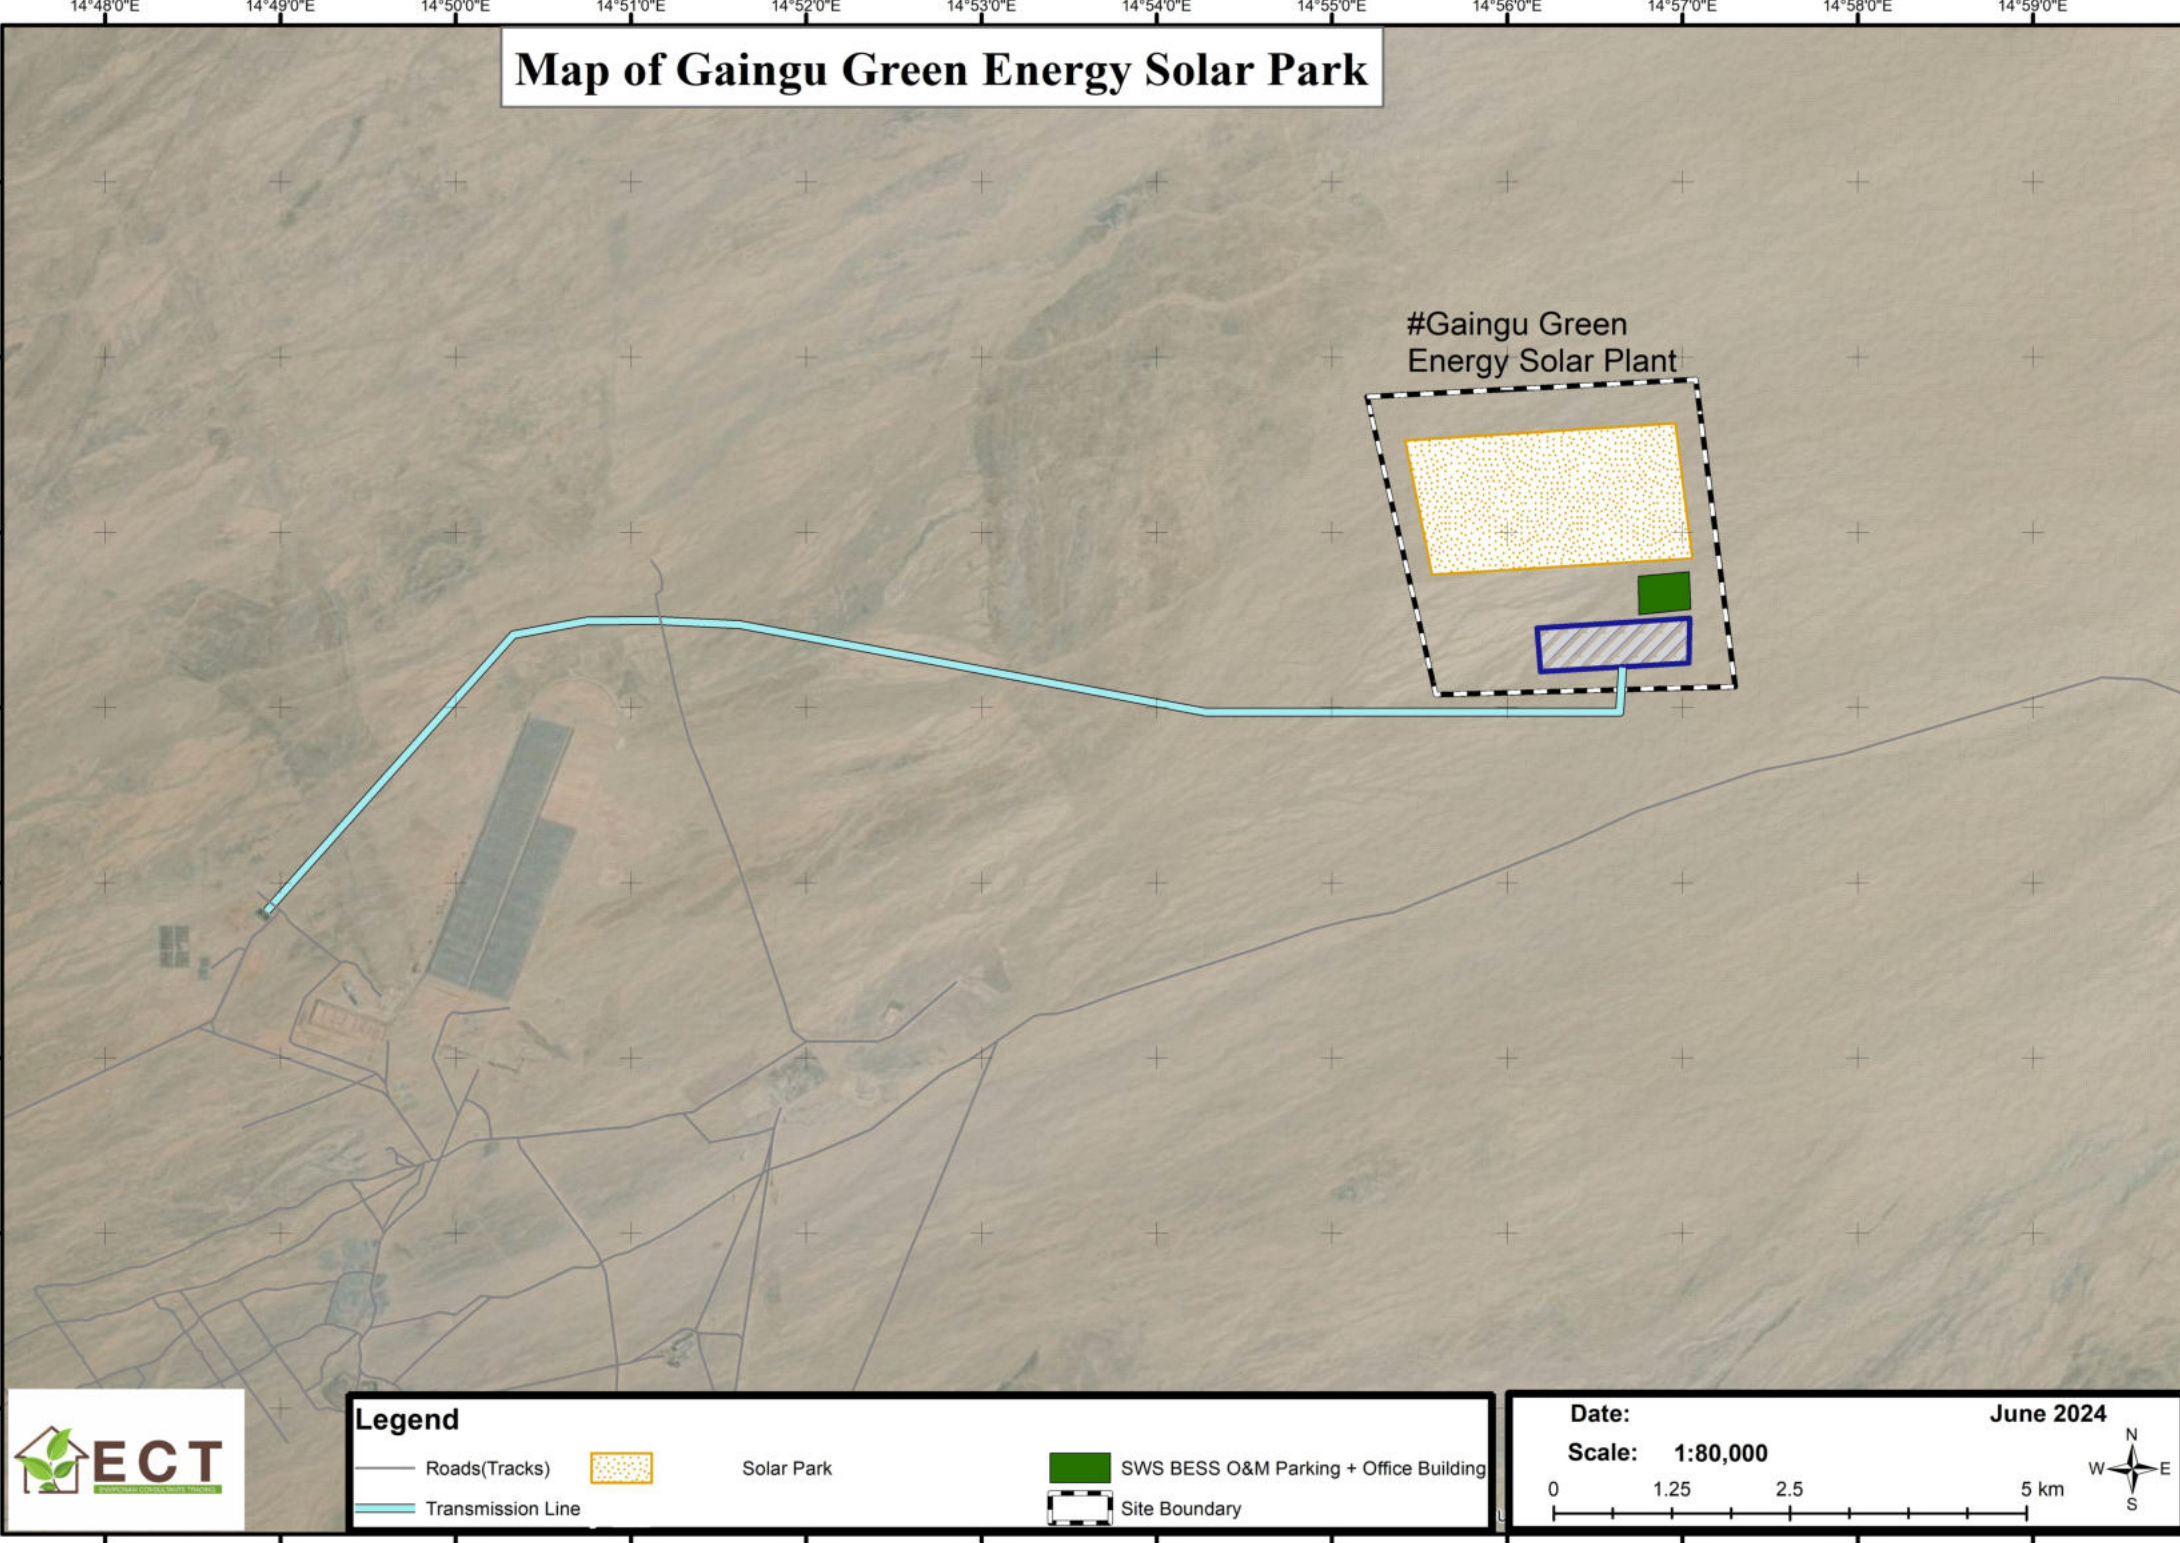 14°48'0"E 14°49'0"E 14°50'0"E 14°51'0"E 14°52'0"E 14°53'0"E 14°54'0"E 14°55'0"E 14°56'0"E 14°57'0"E 14°58'0"E 14°59'0"E
Map of Gaingu Green Energy Solar Park
#Gaingu Green
Energy Solar Plant
ECT
Legend
Roads(Tracks)
Solar Park
SWS BESS O&M Parking + Office Building
Transmission Line
Site Boundary
Date: June 2024
Scale: 1:80,000
0 1.25 2.5 5 km
N
W E
S